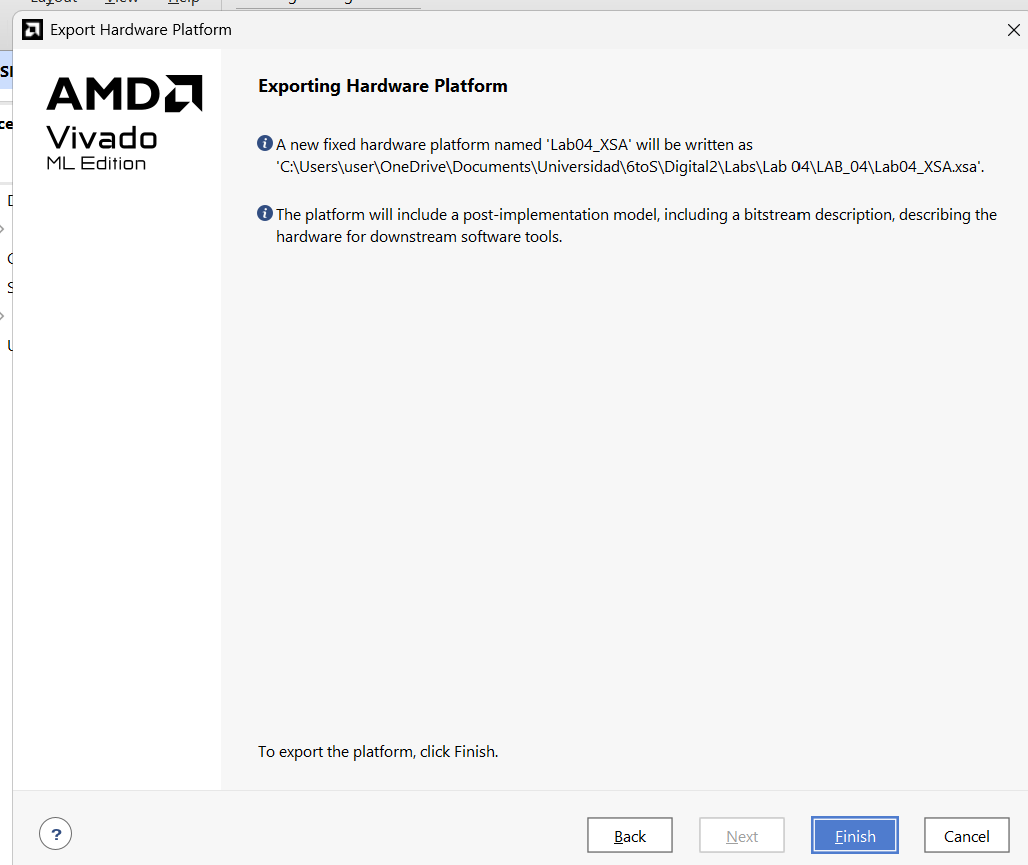 Layout View Help
Export Hardware Platform
AMD
Vivado
ML Edition
Exporting Hardware Platform
A new fixed hardware platform named 'Lab04_XSA' will be written as
'C:\Users\user\OneDrive\Documents\Universidad\6toS\Digital2\Labs\Lab 04\LAB_04\Lab04_XSA.xsa'.
The platform will include a post-implementation model, including a bitstream description, describing the
hardware for downstream software tools.
To export the platform, click Finish.
? Back Next Finish Cancel